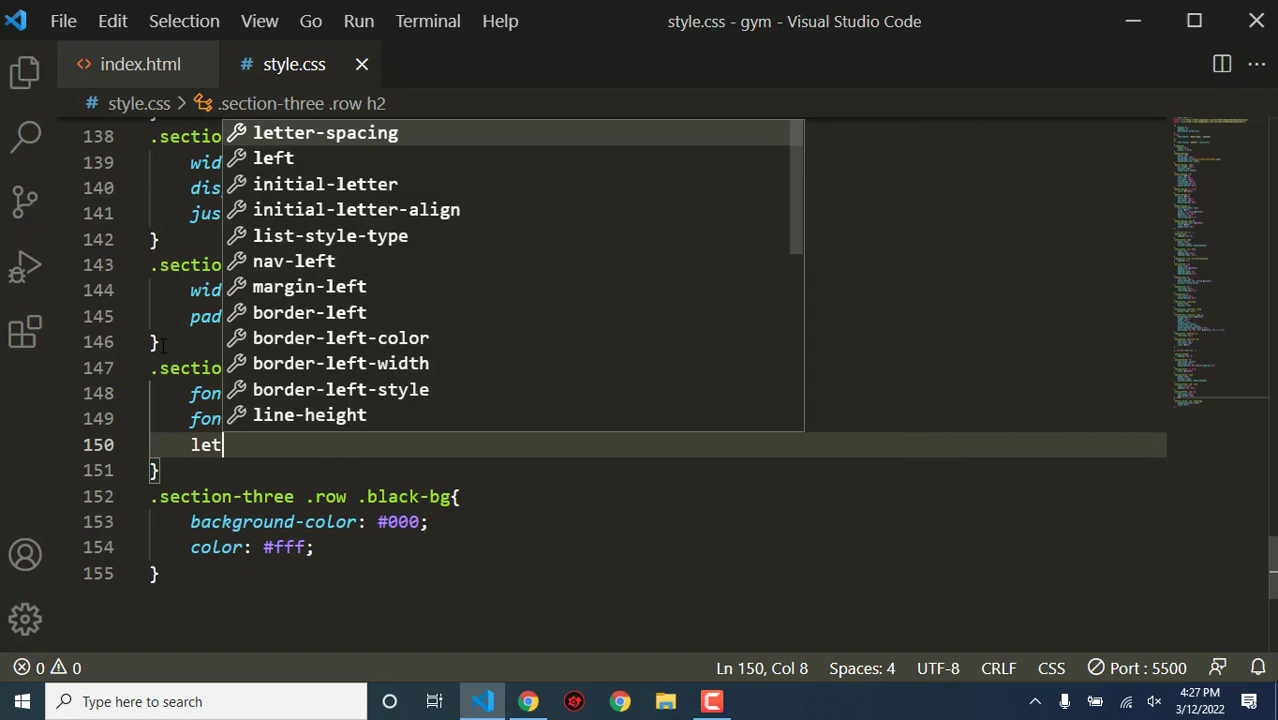 File Edit Selection View Go Run Terminal Help style.css - gym - Visual Studio Code
<> index.html # style.css
# style.css > .section-three .row h2
138 .sectio
139 wid
140 dis
141 jus
142 }
143 .sectio
144 wid
145 pad
146 }
147 .sectio
148 fon
149 fon
150 let
151 }
152 .section-three .row .black-bg{
153 background-color: #000;
154 color: #fff;
155 }
letter-spacing
left
initial-letter
initial-letter-align
list-style-type
nav-left
margin-left
border-left
border-left-color
border-left-width
border-left-style
line-height
0 0 Ln 150, Col 8 Spaces: 4 UTF-8 CRLF CSS Port : 5500
Type here to search
4:27 PM
3/12/2022